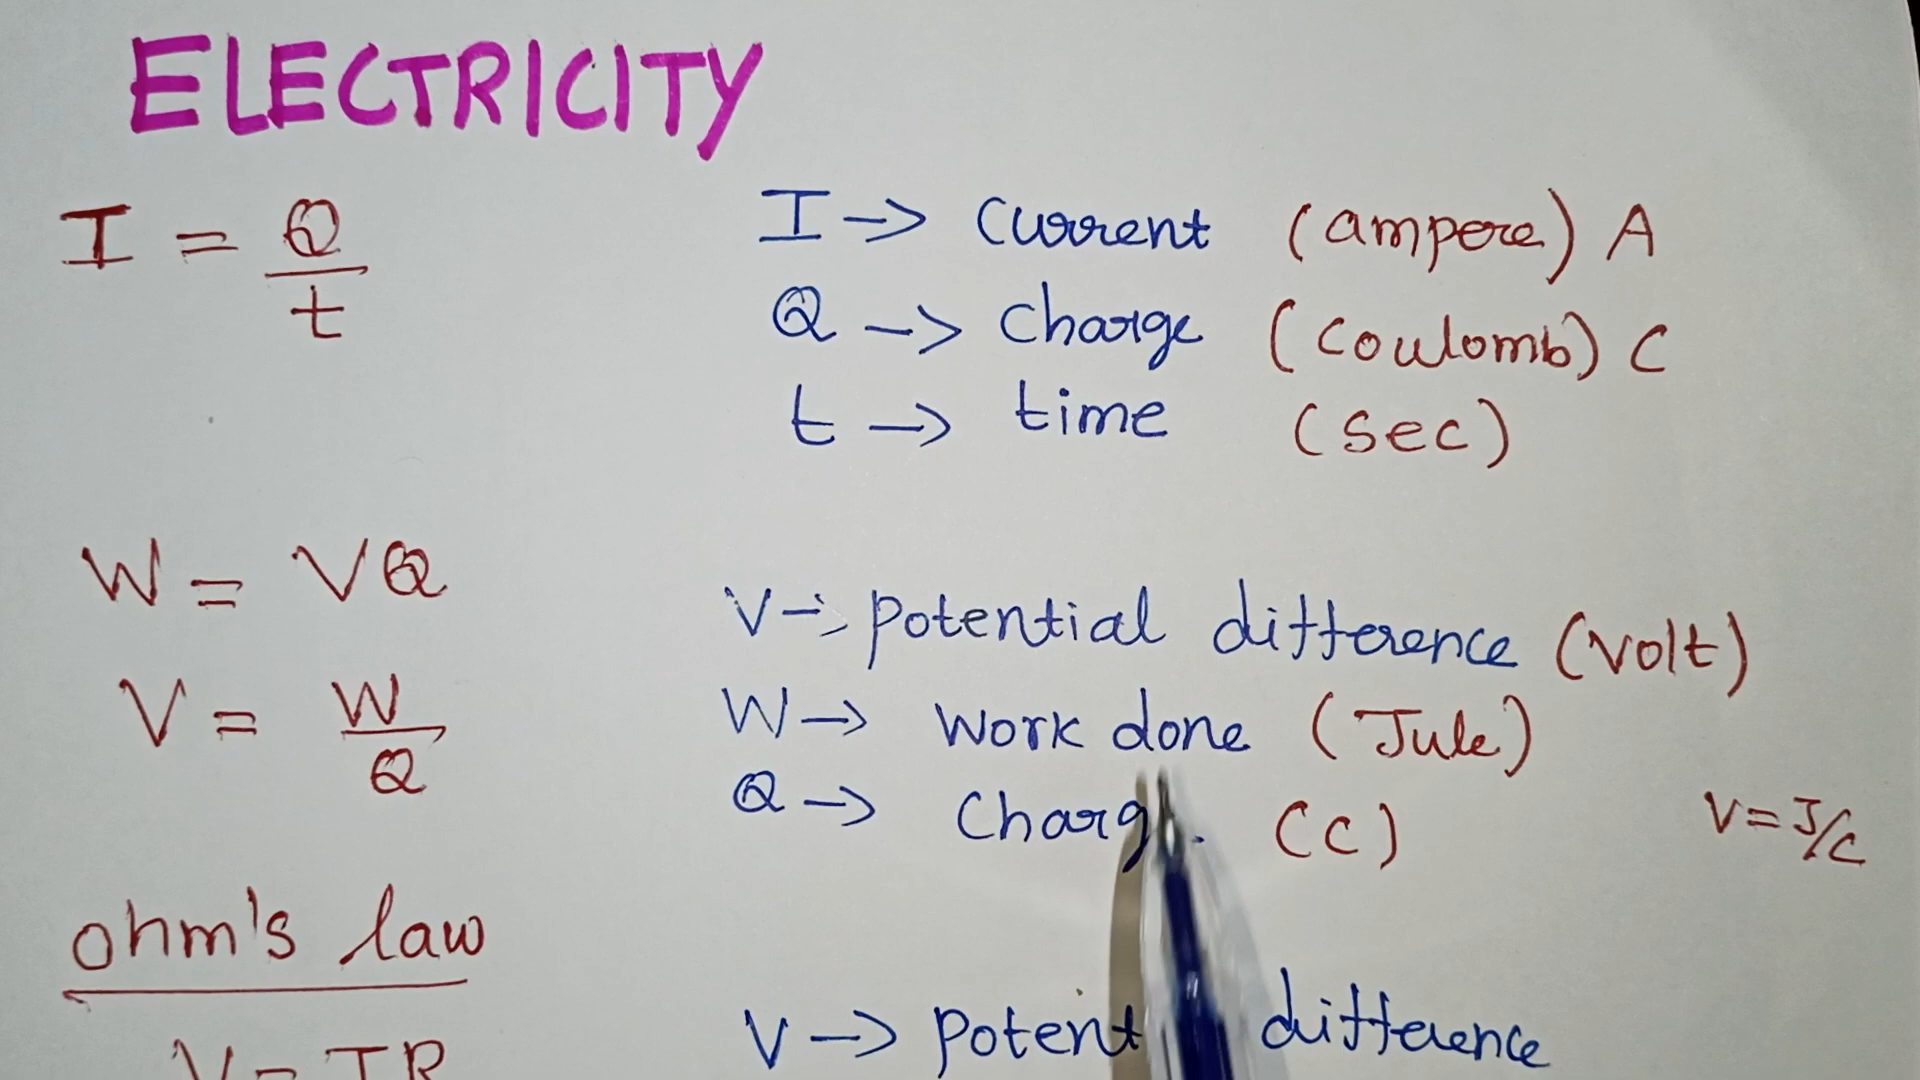 ELECTRICITY
I = Q/t
I -> Current (ampere) A
Q -> Charge (Coulomb) C
t -> time (sec)
W = VQ
V = W/Q
V -> potential difference (volt)
W -> work done (Jule)
Q -> Charg (C)
V = J/C
ohm's law
V = IR
V -> potent difference